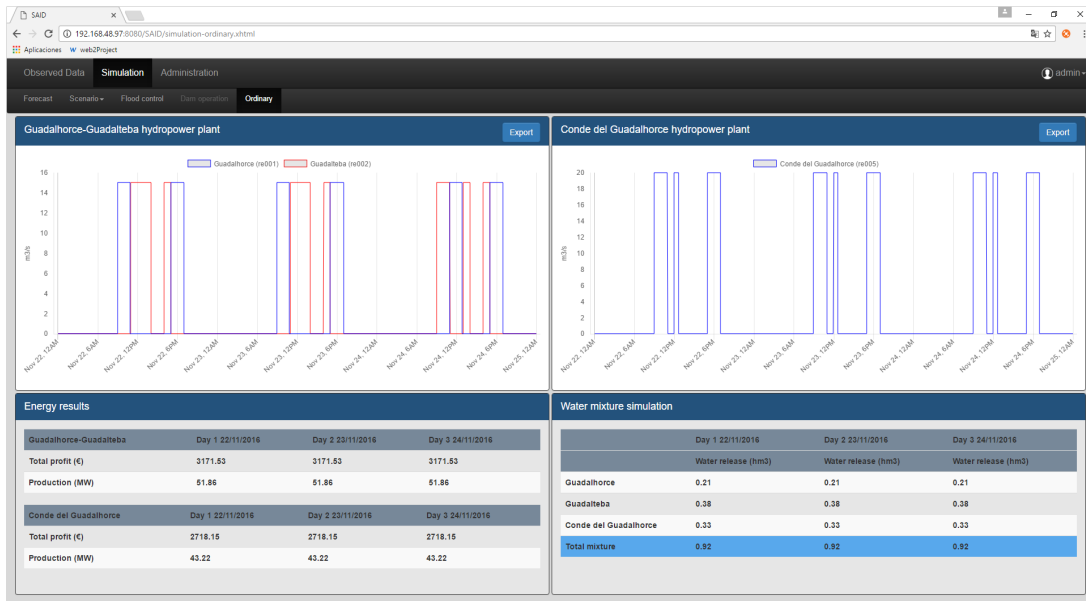 SAID
192.168.48.97:8080/SAID/simulation-ordinary.xhtml
Aplicaciones W web2Project
Observed Data Simulation Administration admin
Forecast Scenario Flood control Dam operation Ordinary
Guadalhorce-Guadalteba hydropower plant Export
Guadalhorce (re001) Guadalteba (re002)
16
14
12
10
8
6
4
2
0
m3/s
Nov 22, 12AM Nov 22, 6AM Nov 22, 12PM Nov 22, 6PM Nov 23, 12AM Nov 23, 6AM Nov 23, 12PM Nov 23, 6PM Nov 24, 12AM Nov 24, 6AM Nov 24, 12PM Nov 24, 6PM Nov 25, 12AM
Conde del Guadalhorce hydropower plant Export
Conde del Guadalhorce (re005)
20
18
16
14
12
10
8
6
4
2
0
m3/s
Nov 22, 12AM Nov 22, 6AM Nov 22, 12PM Nov 22, 6PM Nov 23, 12AM Nov 23, 6AM Nov 23, 12PM Nov 23, 6PM Nov 24, 12AM Nov 24, 6AM Nov 24, 12PM Nov 24, 6PM Nov 25, 12AM
Energy results
Guadalhorce-Guadalteba Day 1 22/11/2016 Day 2 23/11/2016 Day 3 24/11/2016
Total profit (€) 3171.53 3171.53 3171.53
Production (MW) 51.86 51.86 51.86
Conde del Guadalhorce Day 1 22/11/2016 Day 2 23/11/2016 Day 3 24/11/2016
Total profit (€) 2718.15 2718.15 2718.15
Production (MW) 43.22 43.22 43.22
Water mixture simulation
Day 1 22/11/2016 Day 2 23/11/2016 Day 3 24/11/2016
Water release (hm3) Water release (hm3) Water release (hm3)
Guadalhorce 0.21 0.21 0.21
Guadalteba 0.38 0.38 0.38
Conde del Guadalhorce 0.33 0.33 0.33
Total mixture 0.92 0.92 0.92